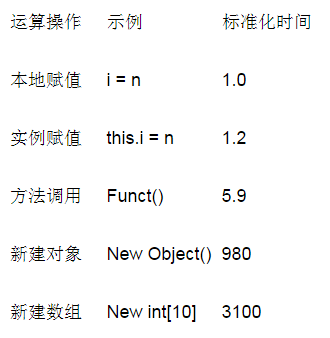 运算操作 示例 标准化时间
本地赋值 i = n 1.0
实例赋值 this.i = n 1.2
方法调用 Funct() 5.9
新建对象 New Object() 980
新建数组 New int[10] 3100